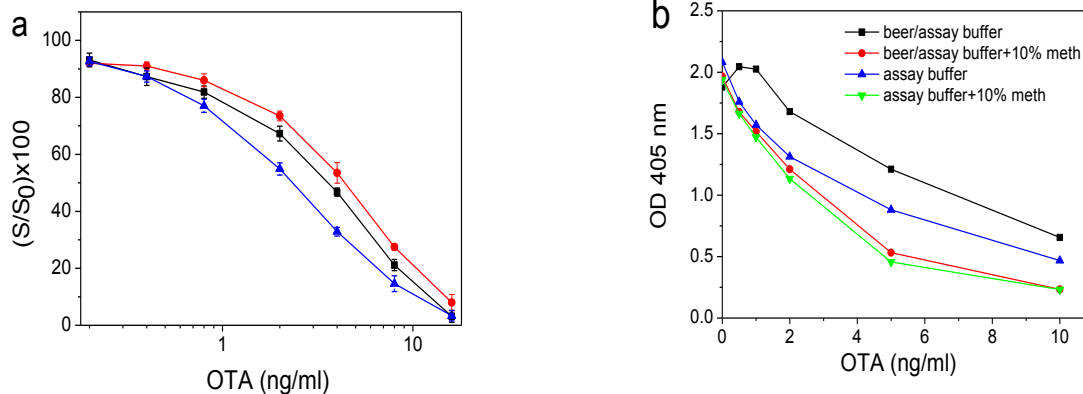 a
100
80
60
40
20
0
(S/S0)x100
1
10
OTA (ng/ml)
b
2.5
2.0
1.5
1.0
0.5
0.0
OD 405 nm
beer/assay buffer
beer/assay buffer+10% meth
assay buffer
assay buffer+10% meth
0
2
4
6
8
10
OTA (ng/ml)